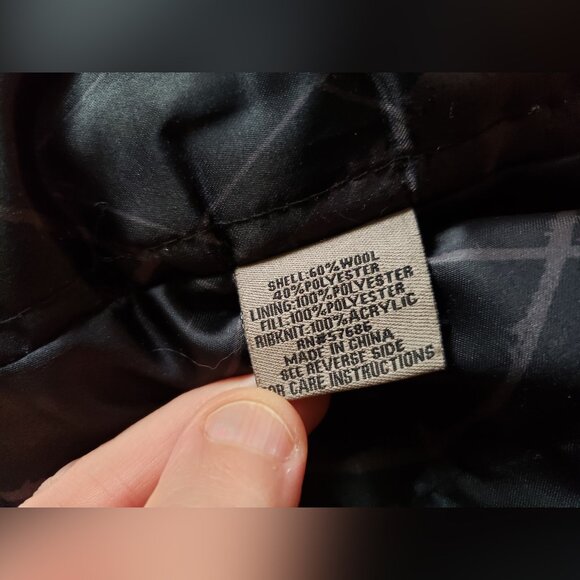 SHELL:60%WOOL
40%POLYESTER
LINING:100%POLYESTER
FILL:100%POLYESTER
RIBKNIT:100%ACRYLIC
RN#57685
MADE IN CHINA
SEE REVERSE SIDE
FOR CARE INSTRUCTIONS